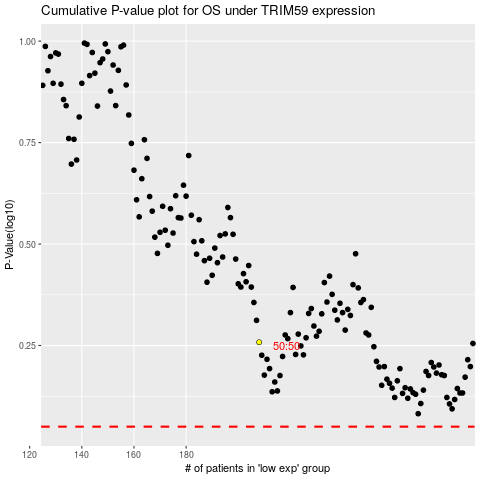 Cumulative P-value plot for OS under TRIM59 expression
1.00
0.75
0.50
0.25
P-Value(log10)
50:50
120 140 160 180
# of patients in 'low exp' group